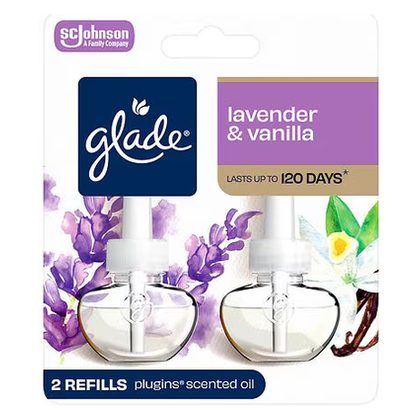 SC Johnson
A Family Company
glade®
lavender
& vanilla
LASTS UP TO 120 DAYS*
2 REFILLS plugins® scented oil